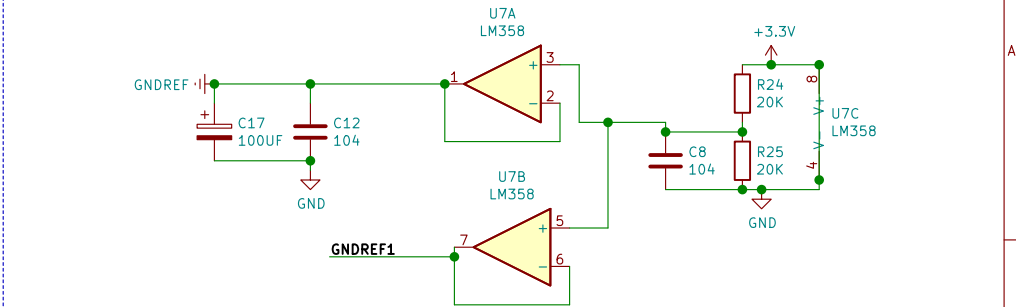 U7A
LM358
+3.3V
A
3
+
1
2
−
GNDREF
R24
20K
8
V+
U7C
LM358
+
C17
100UF
C12
104
C8
104
R25
20K
V−
4
GND
U7B
LM358
GND
5
+
7
6
−
GNDREF1